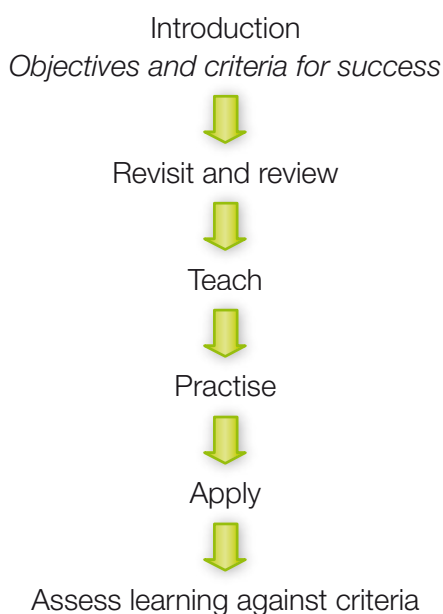 Introduction
Objectives and criteria for success
Revisit and review
Teach
Practise
Apply
Assess learning against criteria